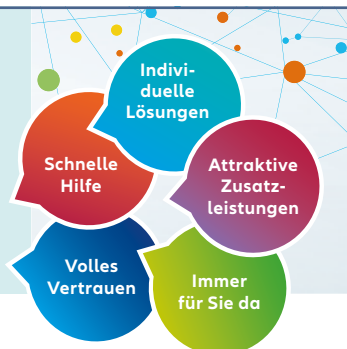 Indivi-
duelle
Lösungen
Schnelle
Hilfe
Attraktive
Zusatz-
leistungen
Volles
Vertrauen
Immer
für Sie da